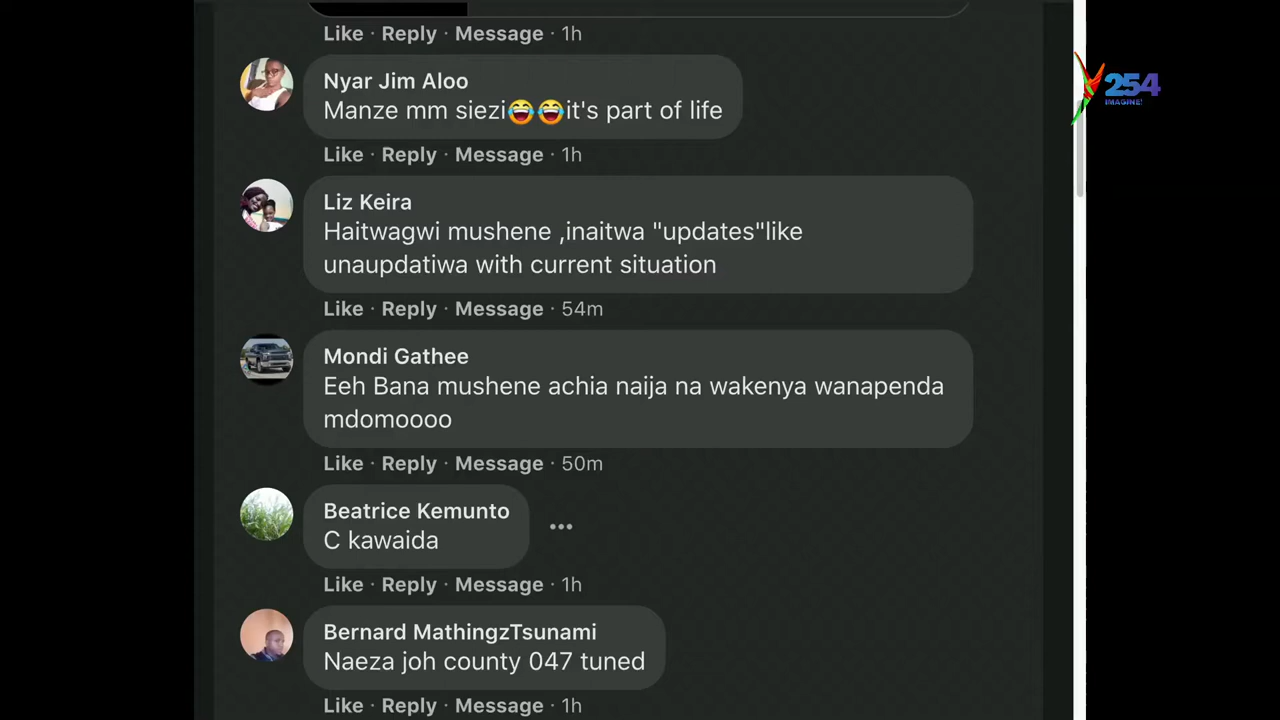 Like · Reply · Message · 1h
Nyar Jim Aloo
Manze mm siezi😂😂it's part of life
Like · Reply · Message · 1h
Liz Keira
Haitwagwi mushene ,inaitwa "updates"like
unaupdatiwa with current situation
Like · Reply · Message · 54m
Mondi Gathee
Eeh Bana mushene achia naija na wakenya wanapenda
mdomoooo
Like · Reply · Message · 50m
Beatrice Kemunto
C kawaida
Like · Reply · Message · 1h
Bernard MathingzTsunami
Naeza joh county 047 tuned
Like · Reply · Message · 1h
Y254
IMAGINE!